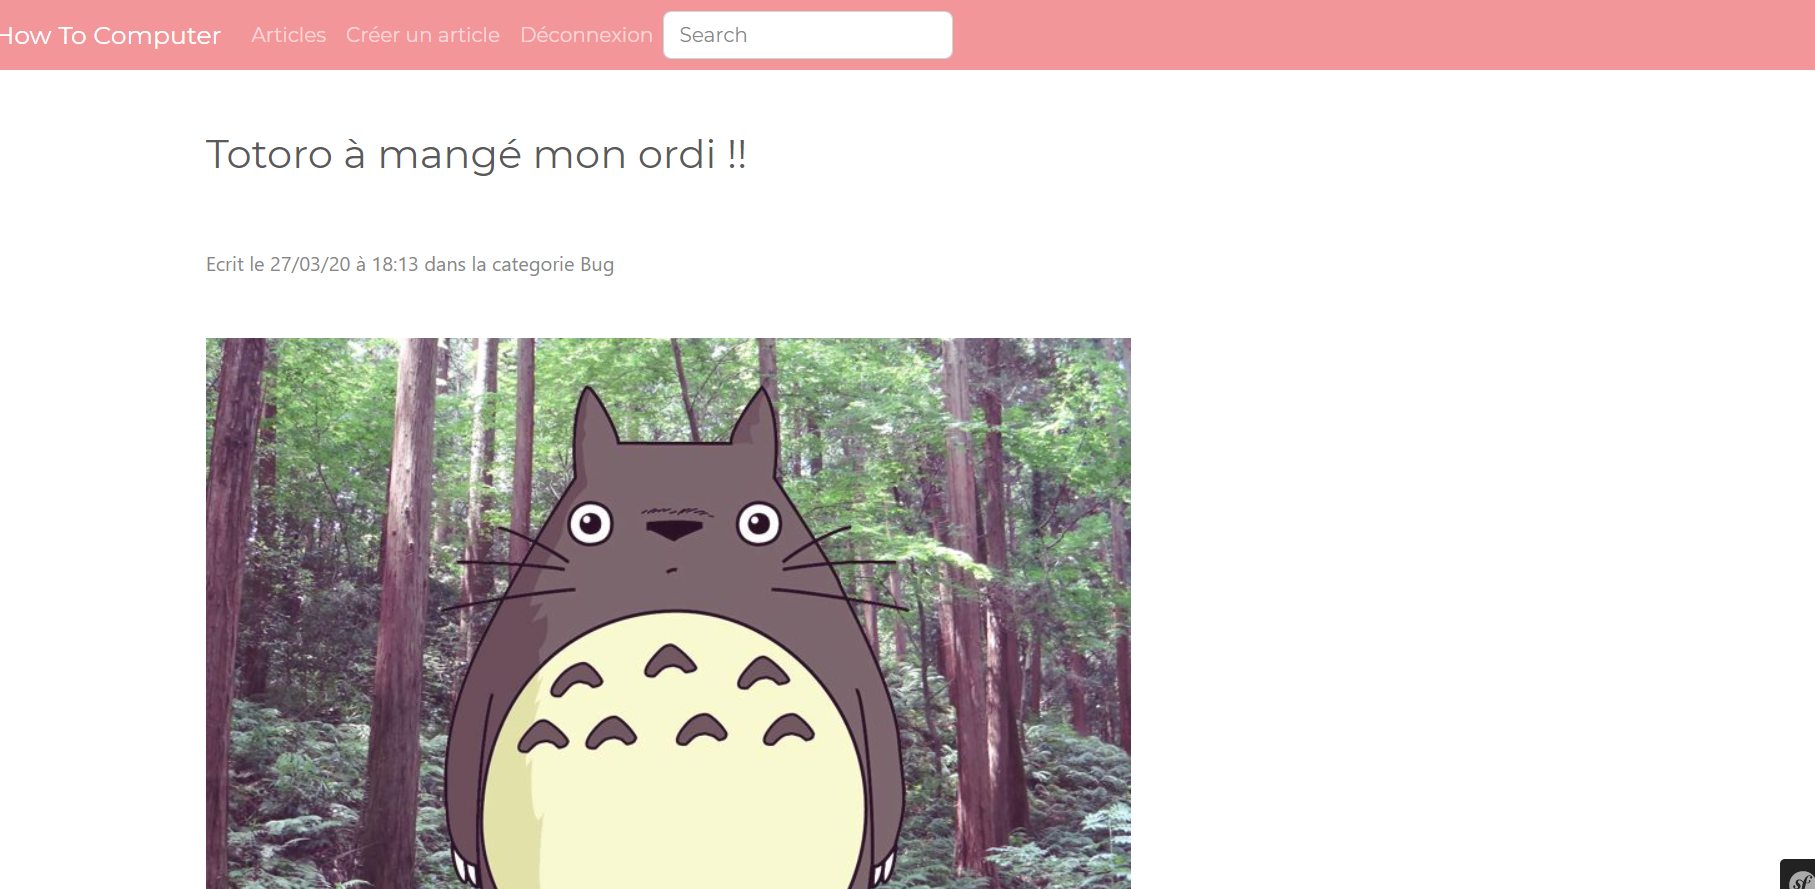 How To Computer Articles Créer un article Déconnexion Search
Totoro à mangé mon ordi !!
Ecrit le 27/03/20 à 18:13 dans la categorie Bug
sf